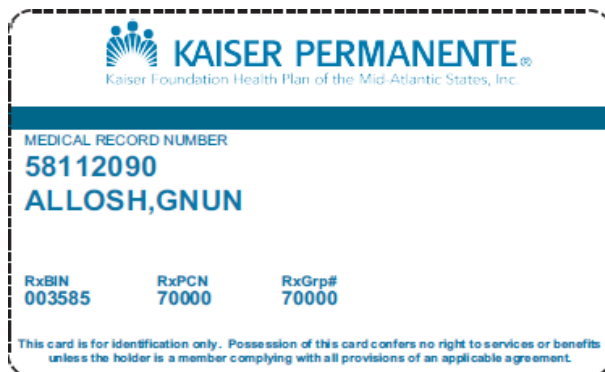 KAISER PERMANENTE®
Kaiser Foundation Health Plan of the Mid-Atlantic States, Inc.
MEDICAL RECORD NUMBER
58112090
ALLOSH,GNUN
RxBIN RxPCN RxGrp#
003585 70000 70000
This card is for identification only. Possession of this card confers no right to services or benefits
unless the holder is a member complying with all provisions of an applicable agreement.